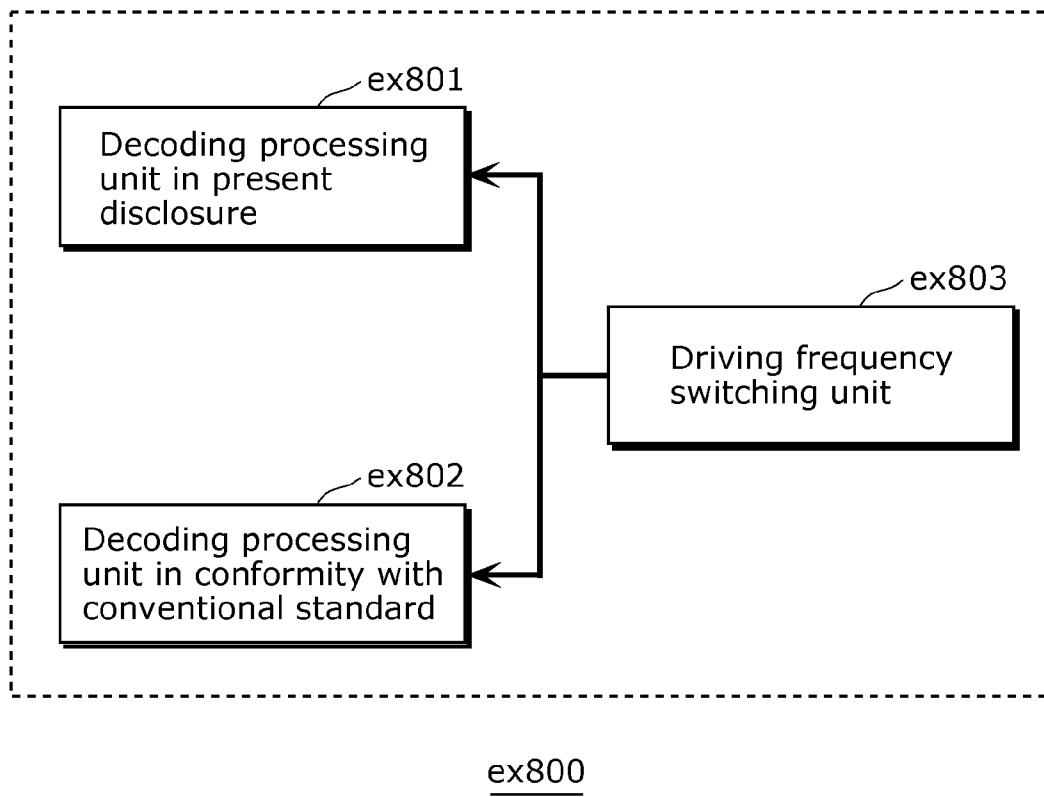 ex801
Decoding processing
unit in present
disclosure
ex803
Driving frequency
switching unit
ex802
Decoding processing
unit in conformity with
conventional standard
ex800